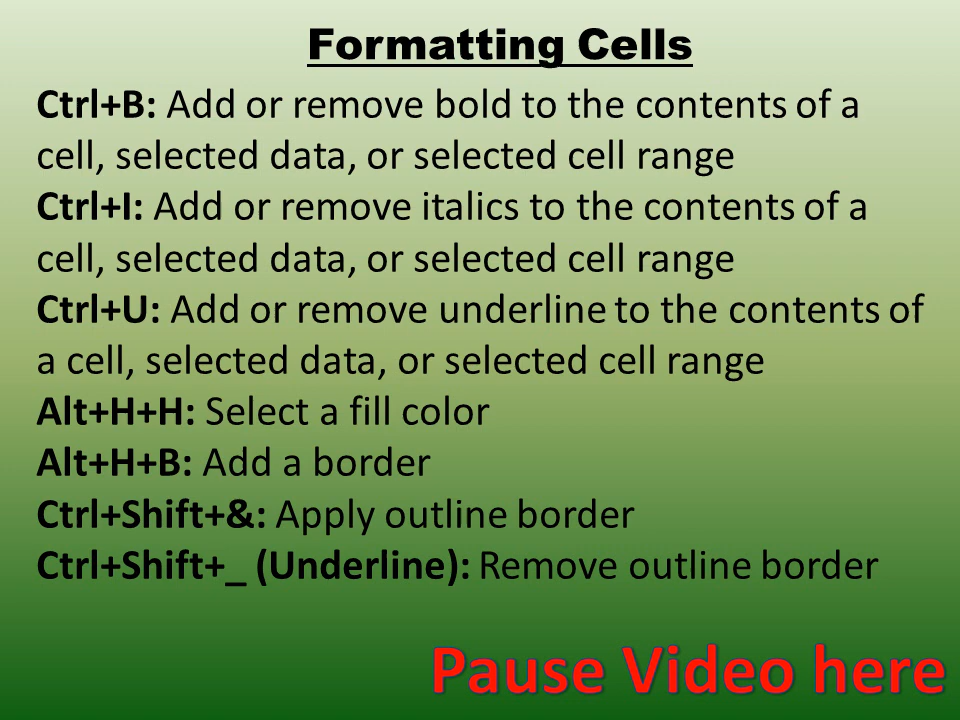 Formatting Cells
Ctrl+B: Add or remove bold to the contents of a
cell, selected data, or selected cell range
Ctrl+I: Add or remove italics to the contents of a
cell, selected data, or selected cell range
Ctrl+U: Add or remove underline to the contents of
a cell, selected data, or selected cell range
Alt+H+H: Select a fill color
Alt+H+B: Add a border
Ctrl+Shift+&: Apply outline border
Ctrl+Shift+_ (Underline): Remove outline border
Pause Video here